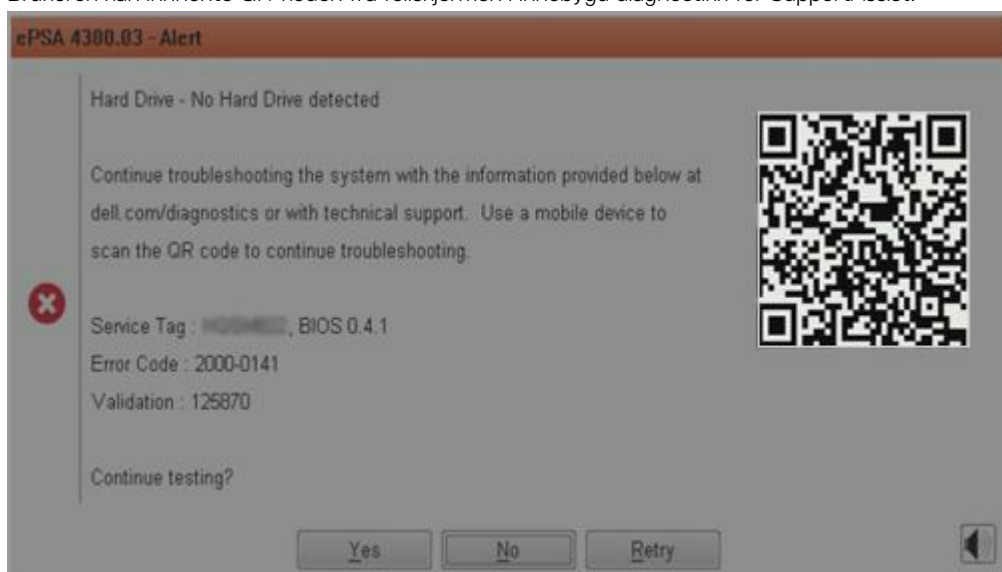 ePSA 4300.03 - Alert
Hard Drive - No Hard Drive detected
Continue troubleshooting the system with the information provided below at
dell.com/diagnostics or with technical support. Use a mobile device to
scan the QR code to continue troubleshooting.
Service Tag : , BIOS 0.4.1
Error Code : 2000-0141
Validation : 125870
Continue testing?
Yes
No
Retry